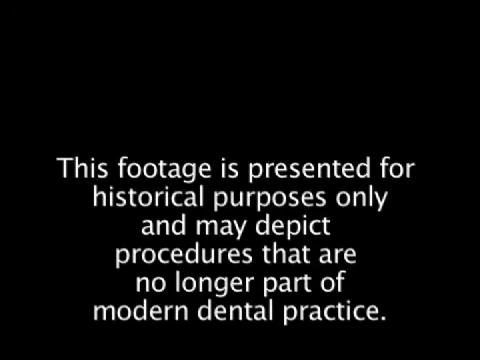 This footage is presented for
historical purposes only
and may depict
procedures that are
no longer part of
modern dental practice.